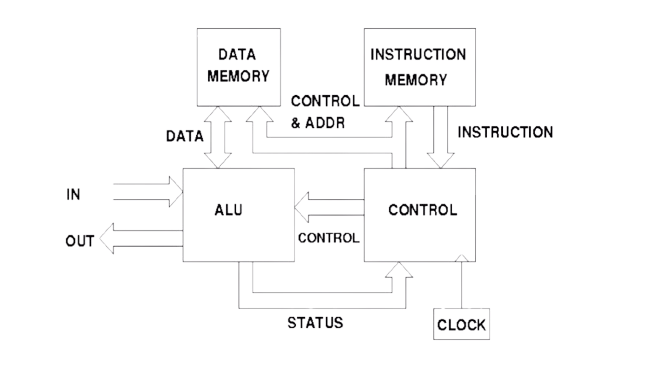 DATA
MEMORY
INSTRUCTION
MEMORY
CONTROL
& ADDR
DATA
INSTRUCTION
IN
ALU
CONTROL
OUT
CONTROL
STATUS
CLOCK